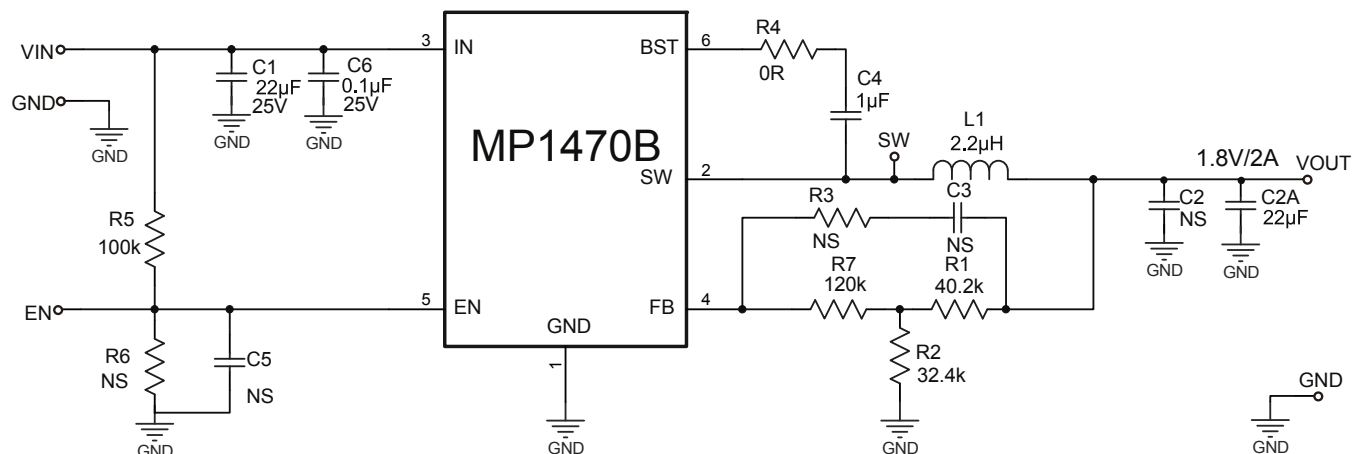 VIN
GND
GND
C1
22µF
25V
GND
C6
0.1µF
25V
GND
3
IN
MP1470B
BST
6
R4
0R
C4
1µF
SW
2
SW
L1
2.2µH
1.8V/2A
VOUT
C2
NS
GND
C2A
22µF
GND
R3
NS
C3
NS
R5
100k
EN
5
EN
GND
1
GND
FB
4
R7
120k
R1
40.2k
R2
32.4k
GND
R6
NS
C5
NS
GND
GND
GND